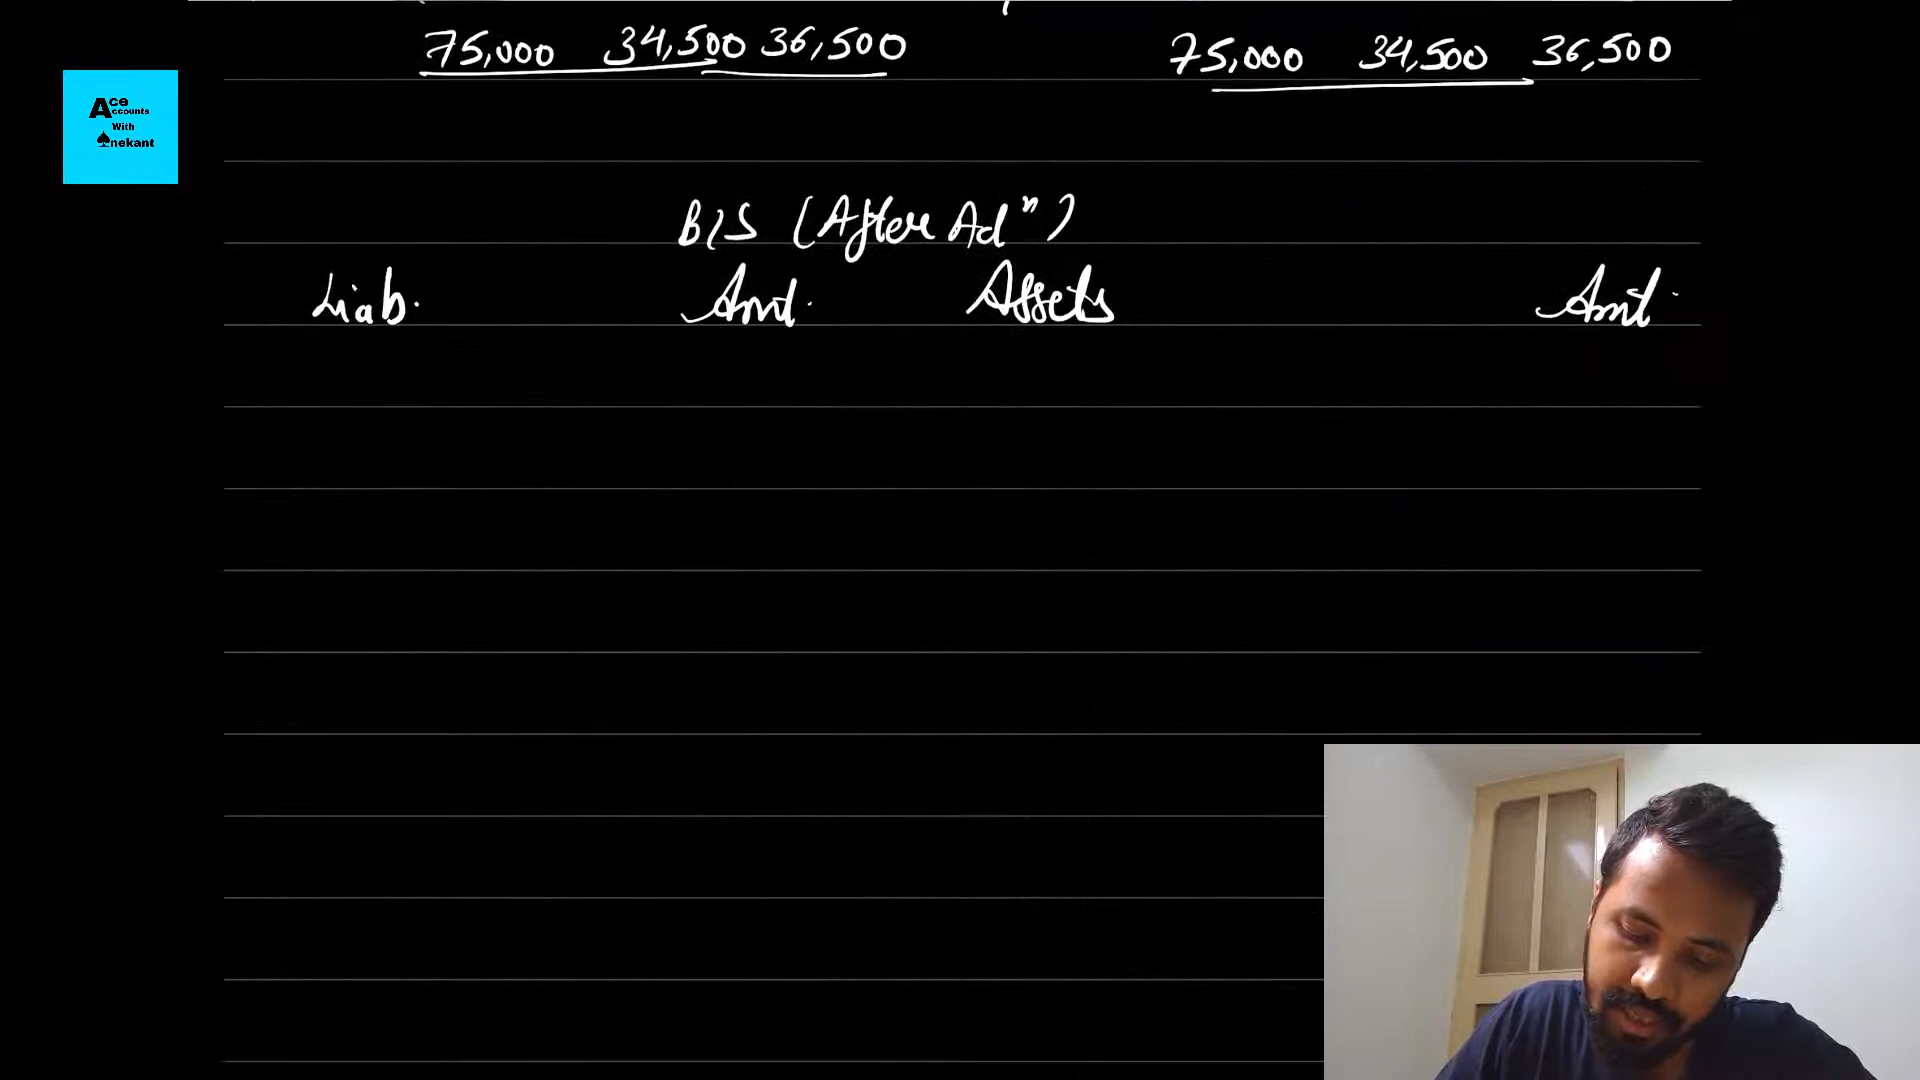 75,000 34,500 36,500 75,000 34,500 36,500
Ace
Accounts
With
Anekant
B/S (After Adⁿ)
Liab. Amt. Assets Amt.